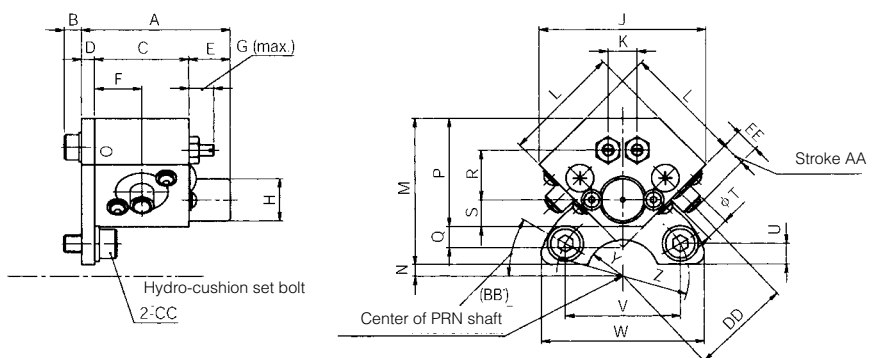 B
A
D
C
E
G (max.)
F
H
Hydro-cushion set bolt
2-CC
J
K
L
L
EE
Stroke AA
M
P
R
S
Q
N
φT
U
(BB°)
Y
Z
V
W
DD
Center of PRN shaft